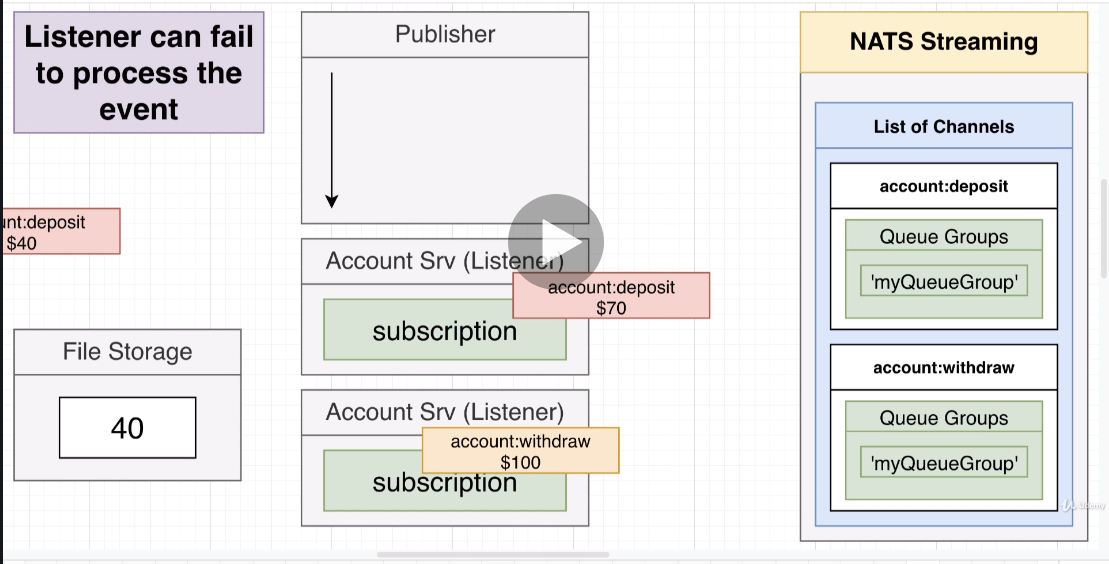 Listener can fail
to process the
event
Publisher
NATS Streaming
List of Channels
account:deposit
Queue Groups
'myQueueGroup'
unt:deposit
$40
Account Srv (Listener)
account:deposit
$70
subscription
File Storage
40
account:withdraw
Queue Groups
'myQueueGroup'
Account Srv (Listener)
account:withdraw
$100
subscription
Udemy